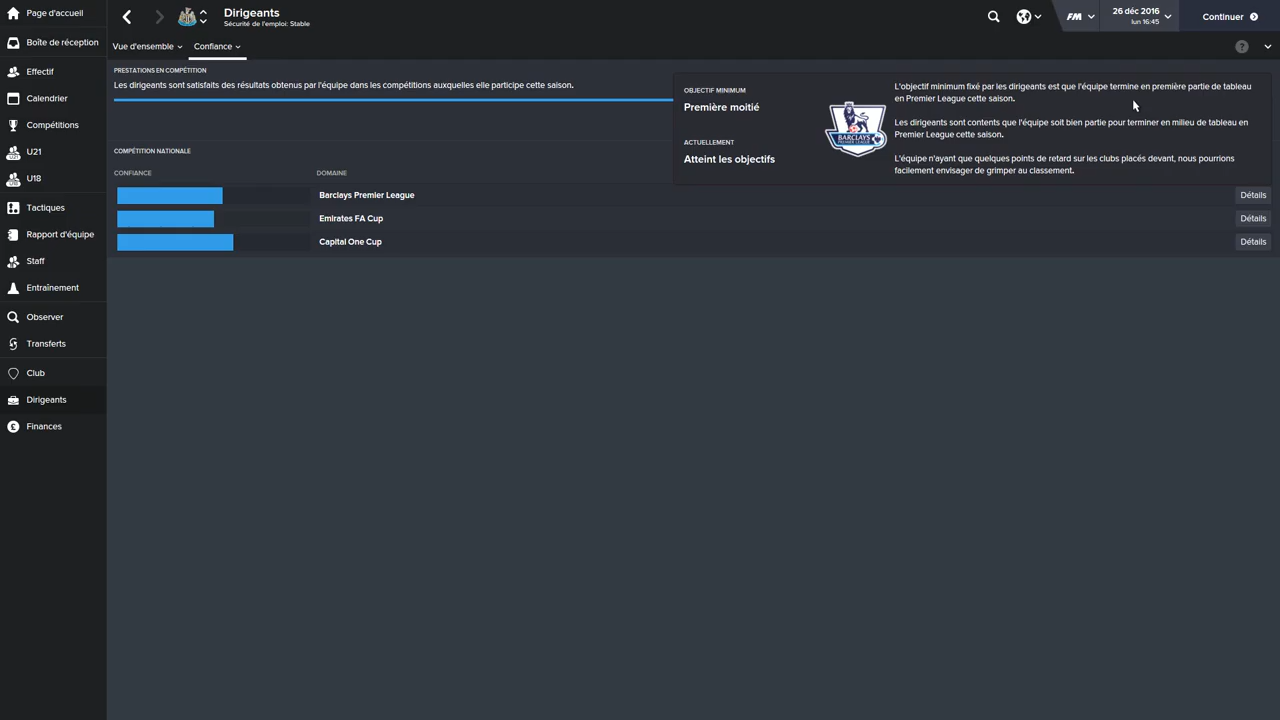 Page d'accueil
Boîte de réception
Effectif
Calendrier
Compétitions
U21
U18
Tactiques
Rapport d'équipe
Staff
Entraînement
Observer
Transferts
Club
Dirigeants
Finances
Dirigeants
Sécurité de l'emploi: Stable
FM
26 déc 2016
lun 16:45
Continuer
Vue d'ensemble
Confiance
PRESTATIONS EN COMPÉTITION
Les dirigeants sont satisfaits des résultats obtenus par l'équipe dans les compétitions auxquelles elle participe cette saison.
OBJECTIF MINIMUM
Première moitié
ACTUELLEMENT
Atteint les objectifs
BARCLAYS
PREMIER LEAGUE
L'objectif minimum fixé par les dirigeants est que l'équipe termine en première partie de tableau
en Premier League cette saison.
Les dirigeants sont contents que l'équipe soit bien partie pour terminer en milieu de tableau en
Premier League cette saison.
L'équipe n'ayant que quelques points de retard sur les clubs placés devant, nous pourrions
facilement envisager de grimper au classement.
COMPÉTITION NATIONALE
CONFIANCE DOMAINE
Barclays Premier League Détails
Emirates FA Cup Détails
Capital One Cup Détails